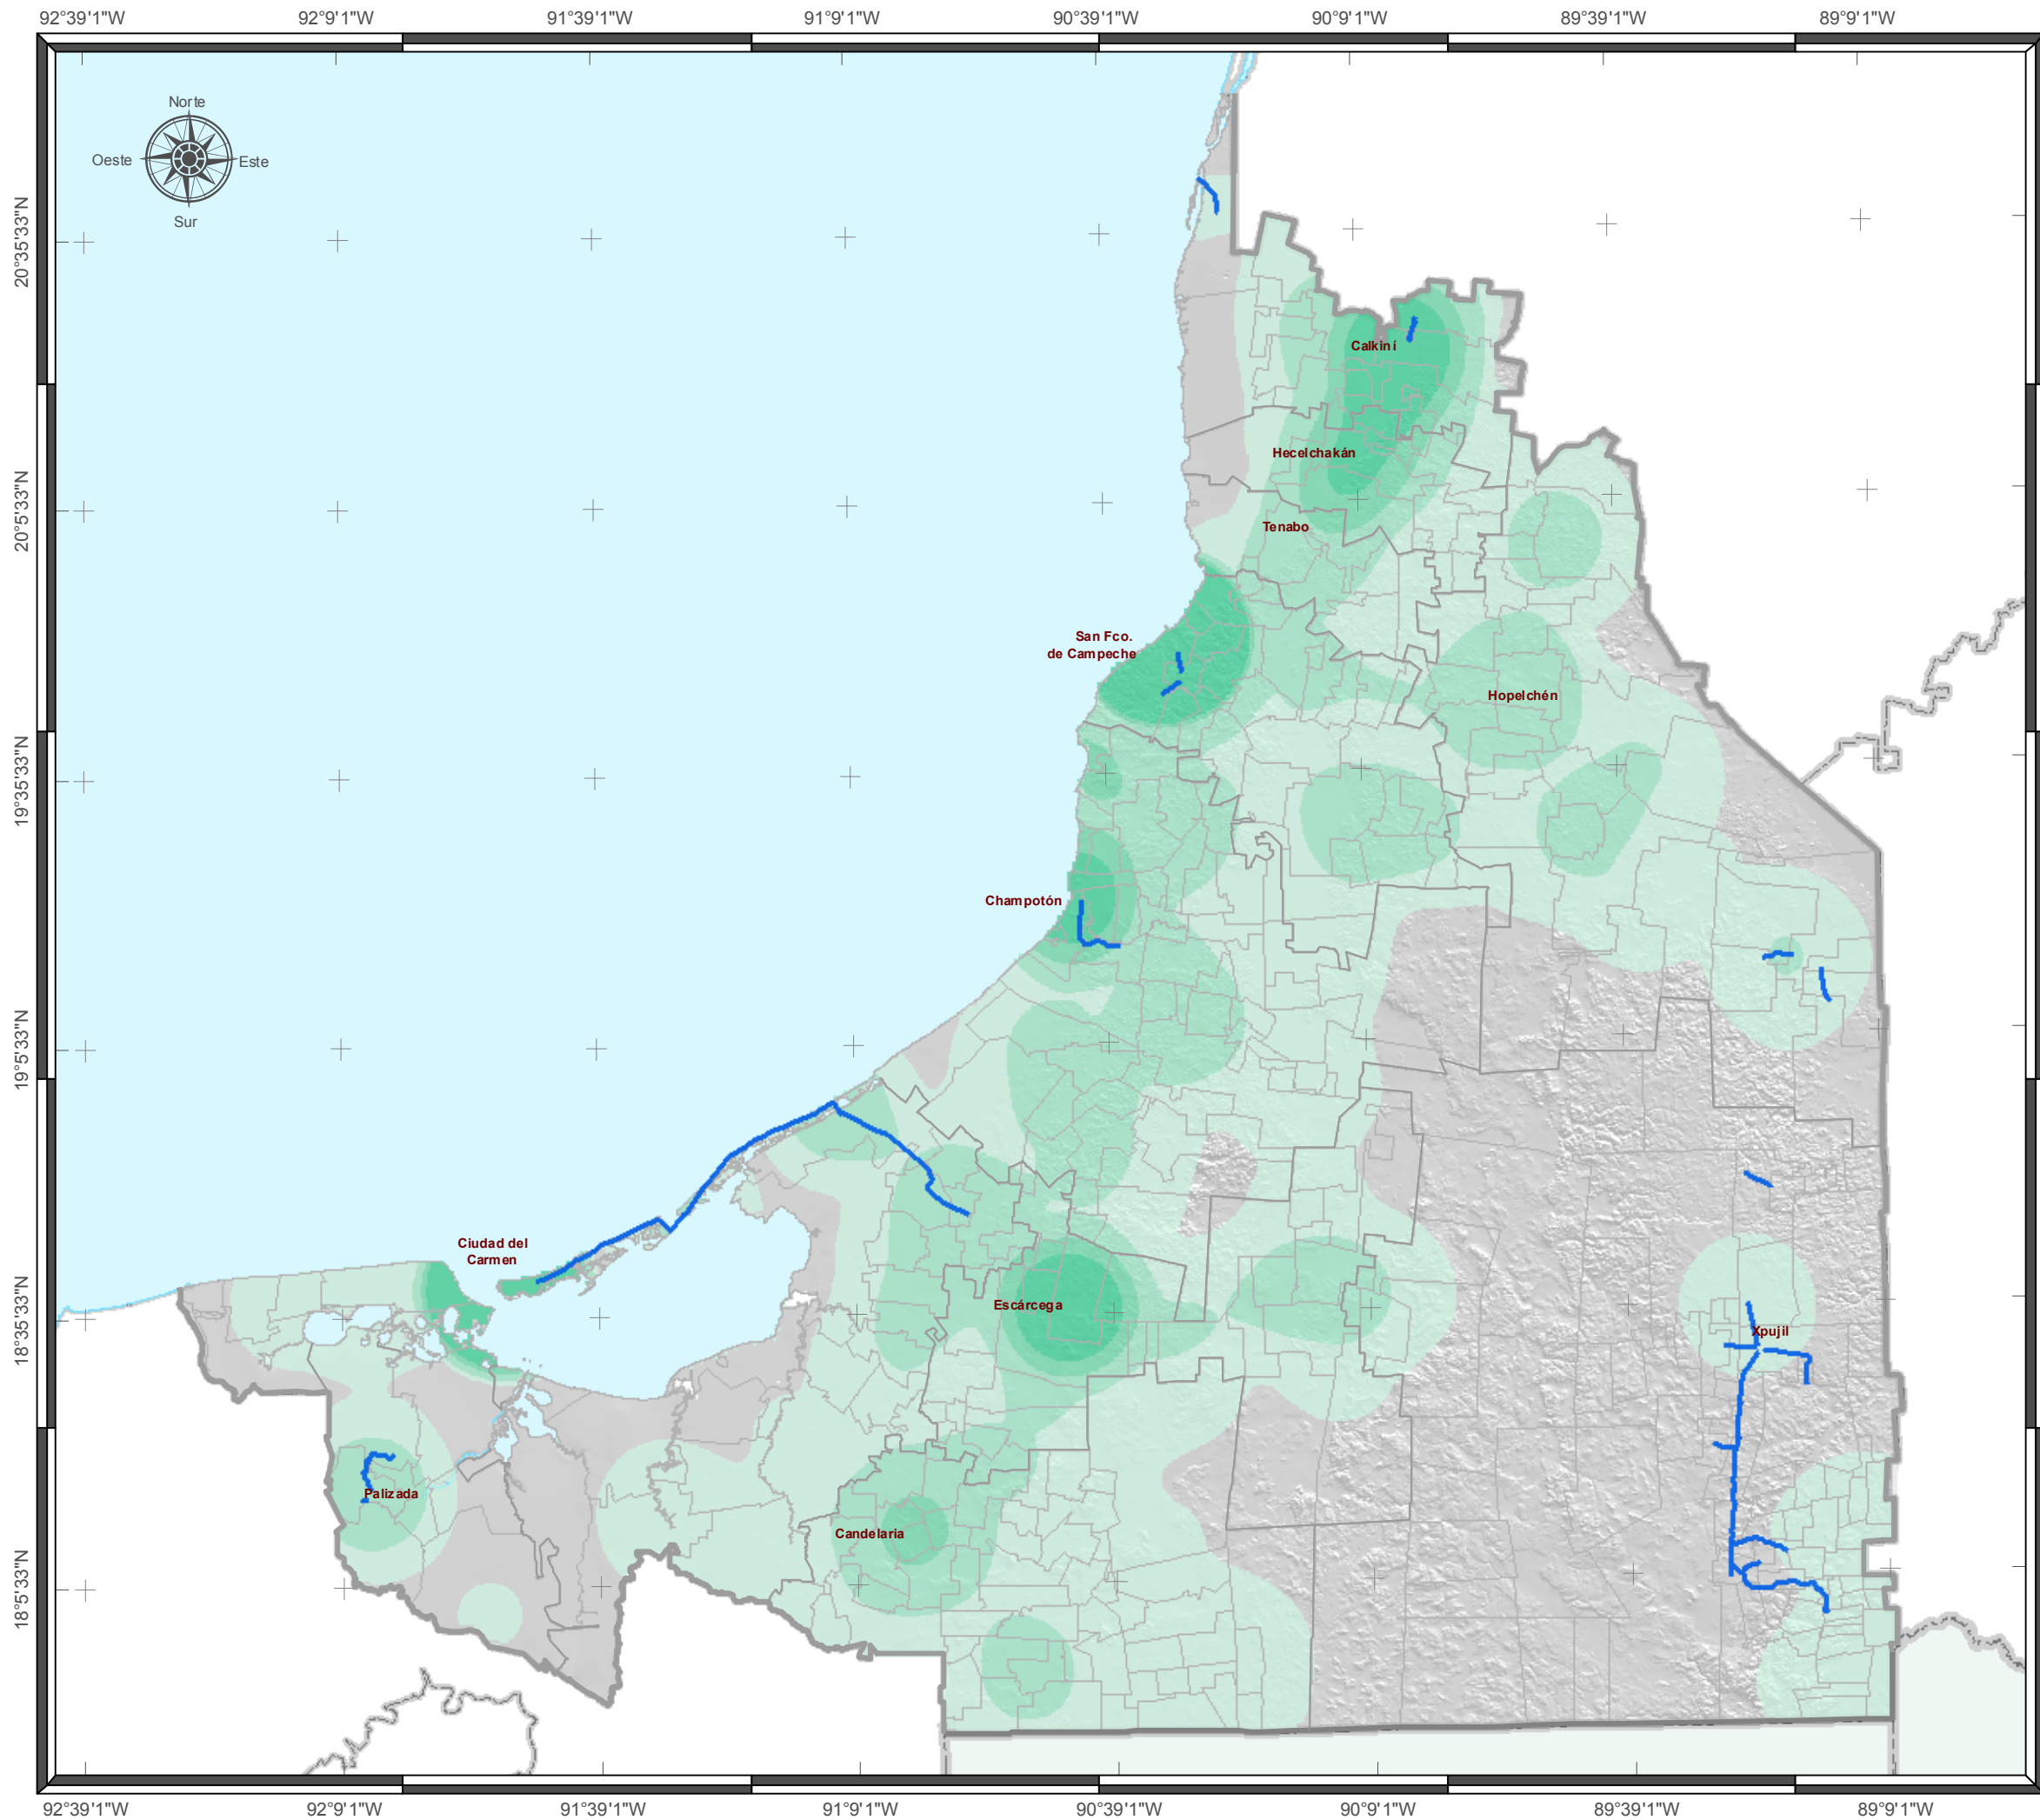 92°39'1"W 92°9'1"W 91°39'1"W 91°9'1"W 90°39'1"W 90°9'1"W 89°39'1"W 89°9'1"W
Norte
Oeste
Este
Sur
20°35'33"N
Calkiní
Hecelchakán
20°5'33"N
Tenabo
San Fco.
de Campeche
Hopelchén
19°35'33"N
Champotón
19°5'33"N
Ciudad del
Carmen
Escárcega
18°35'33"N
Xpujil
Palizada
Candelaria
18°5'33"N
92°39'1"W 92°9'1"W 91°39'1"W 91°9'1"W 90°39'1"W 90°9'1"W 89°39'1"W 89°9'1"W